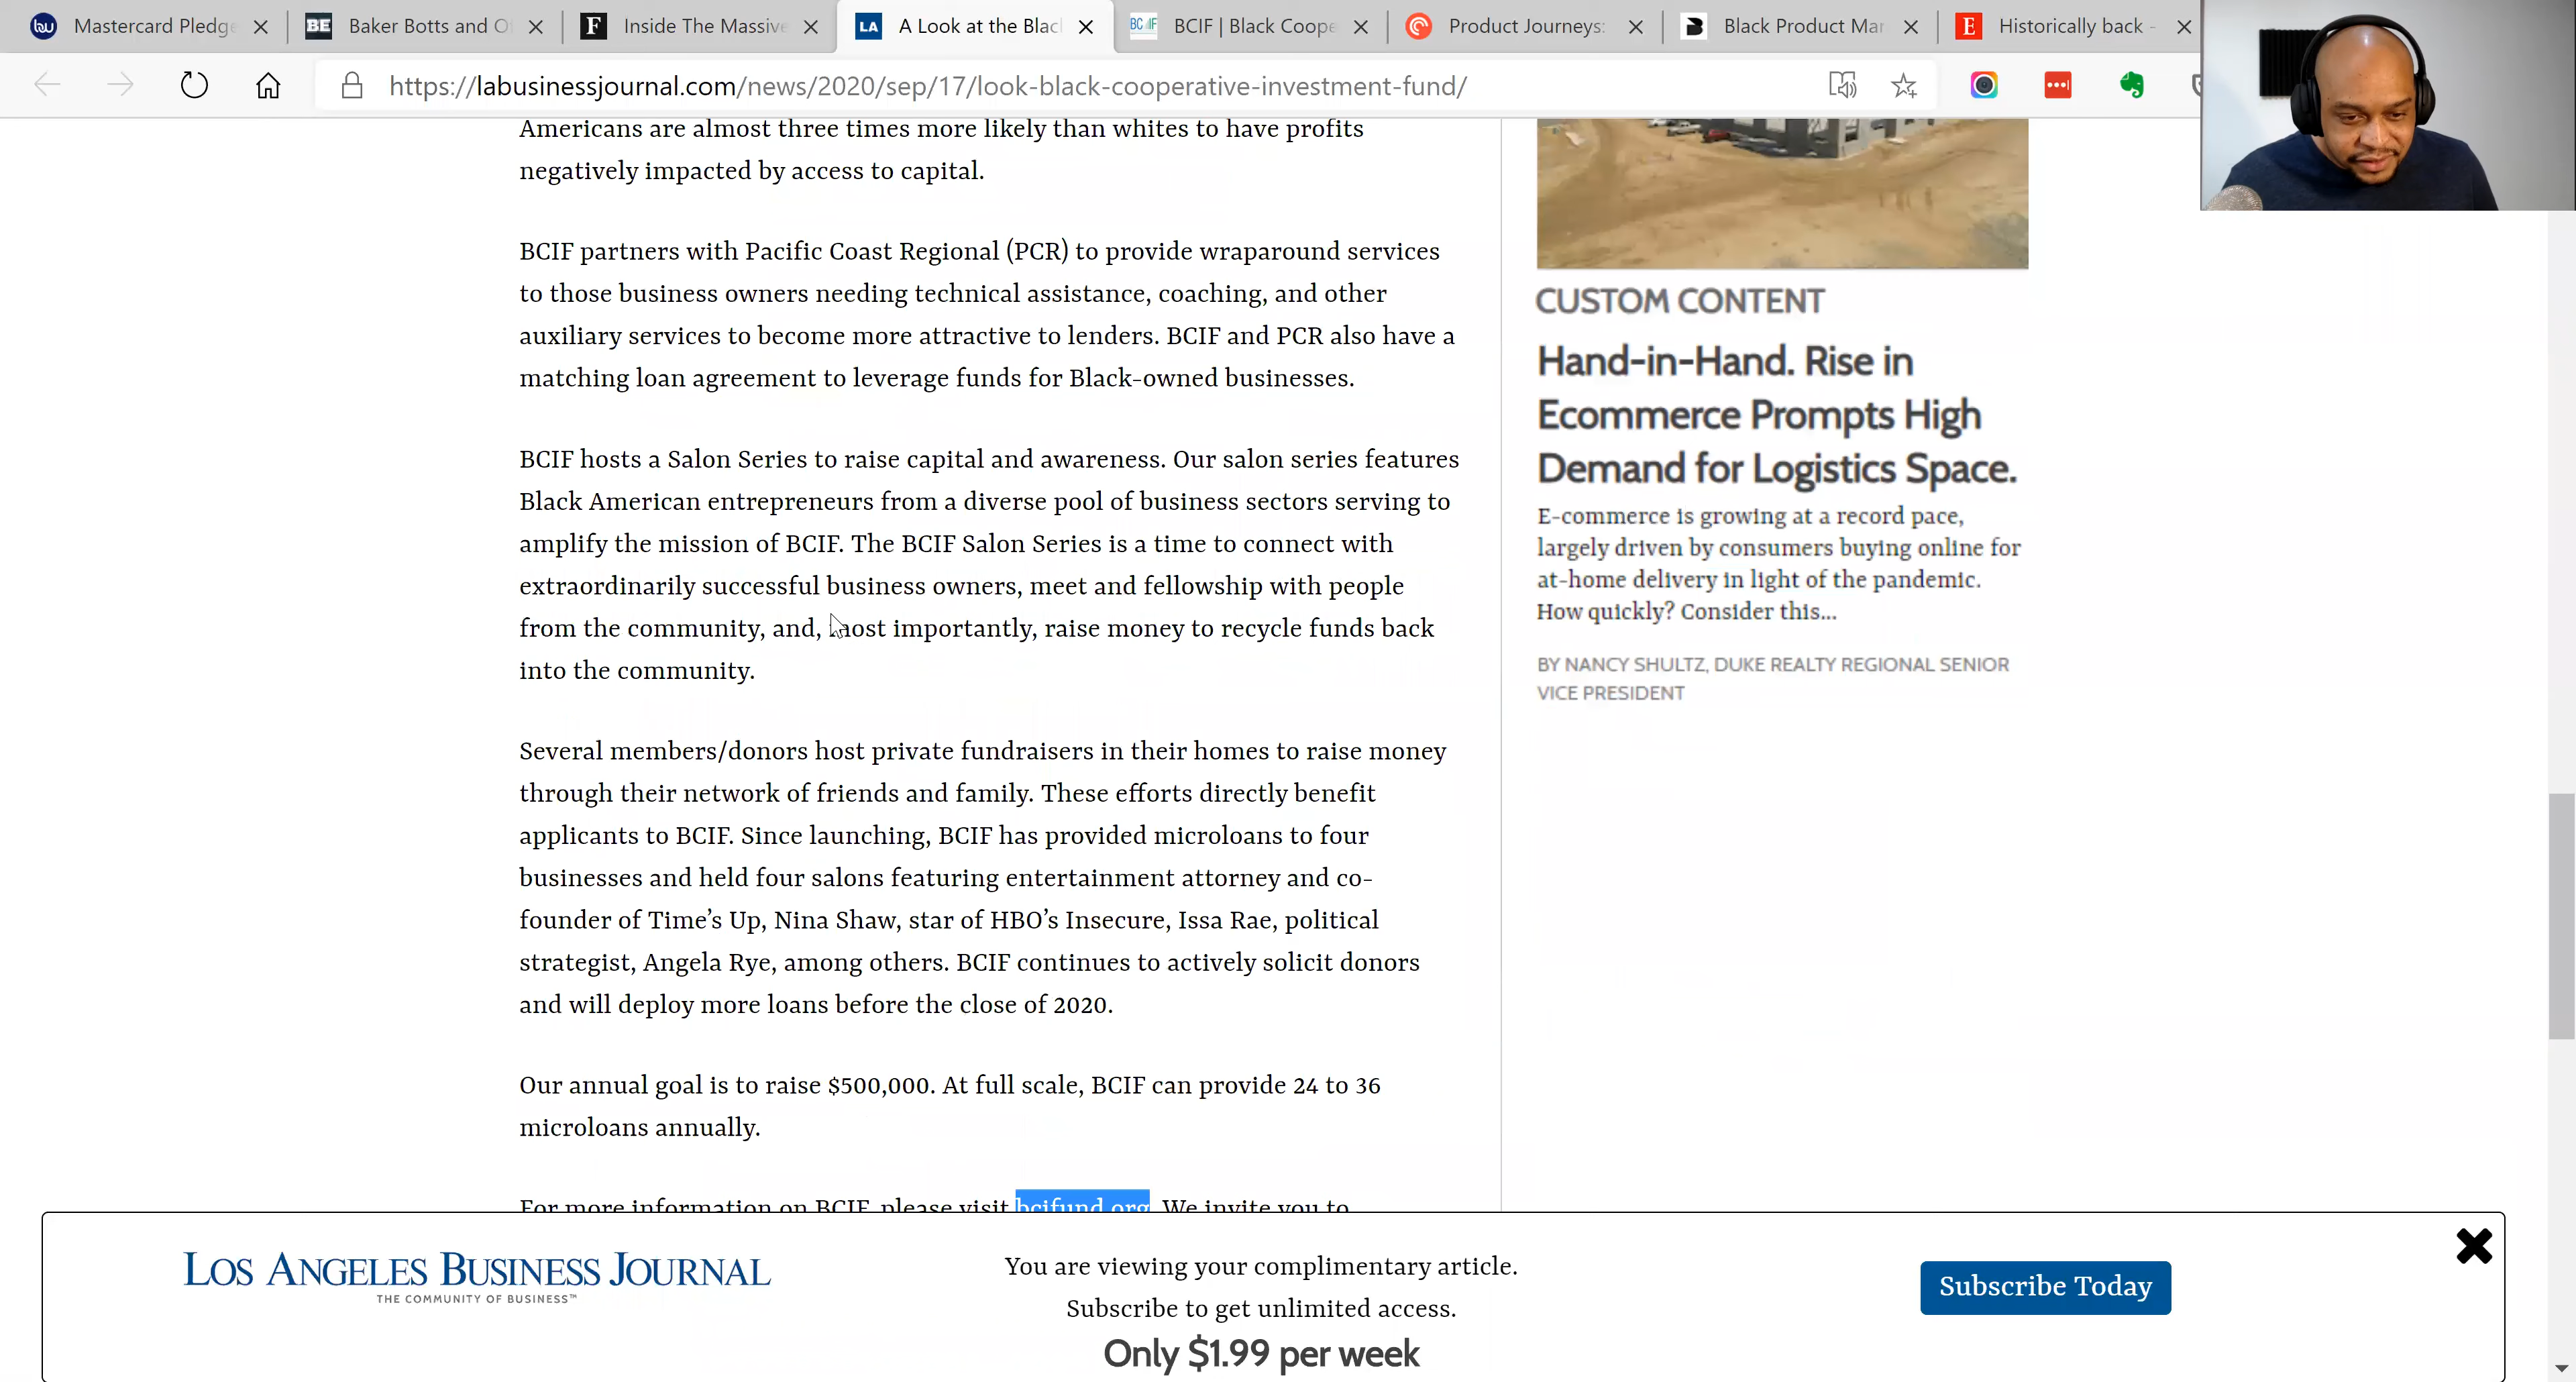 Mastercard Pledg
BE
Baker Botts and O
F
Inside The Massive
LA
A Look at the Blac
BC IF
BCIF | Black Coope
Product Journeys:
Black Product Mar
E
Historically back -
https://labusinessjournal.com/news/2020/sep/17/look-black-cooperative-investment-fund/
Americans are almost three times more likely than whites to have profits
negatively impacted by access to capital.
BCIF partners with Pacific Coast Regional (PCR) to provide wraparound services
to those business owners needing technical assistance, coaching, and other
auxiliary services to become more attractive to lenders. BCIF and PCR also have a
matching loan agreement to leverage funds for Black-owned businesses.
BCIF hosts a Salon Series to raise capital and awareness. Our salon series features
Black American entrepreneurs from a diverse pool of business sectors serving to
amplify the mission of BCIF. The BCIF Salon Series is a time to connect with
extraordinarily successful business owners, meet and fellowship with people
from the community, and, most importantly, raise money to recycle funds back
into the community.
Several members/donors host private fundraisers in their homes to raise money
through their network of friends and family. These efforts directly benefit
applicants to BCIF. Since launching, BCIF has provided microloans to four
businesses and held four salons featuring entertainment attorney and co-
founder of Time’s Up, Nina Shaw, star of HBO’s Insecure, Issa Rae, political
strategist, Angela Rye, among others. BCIF continues to actively solicit donors
and will deploy more loans before the close of 2020.
Our annual goal is to raise $500,000. At full scale, BCIF can provide 24 to 36
microloans annually.
For more information on BCIF, please visit bcifund.org. We invite you to
CUSTOM CONTENT
Hand-in-Hand. Rise in
Ecommerce Prompts High
Demand for Logistics Space.
E-commerce is growing at a record pace,
largely driven by consumers buying online for
at-home delivery in light of the pandemic.
How quickly? Consider this...
BY NANCY SHULTZ, DUKE REALTY REGIONAL SENIOR
VICE PRESIDENT
LOS ANGELES BUSINESS JOURNAL
THE COMMUNITY OF BUSINESS™
You are viewing your complimentary article.
Subscribe to get unlimited access.
Only $1.99 per week
Subscribe Today